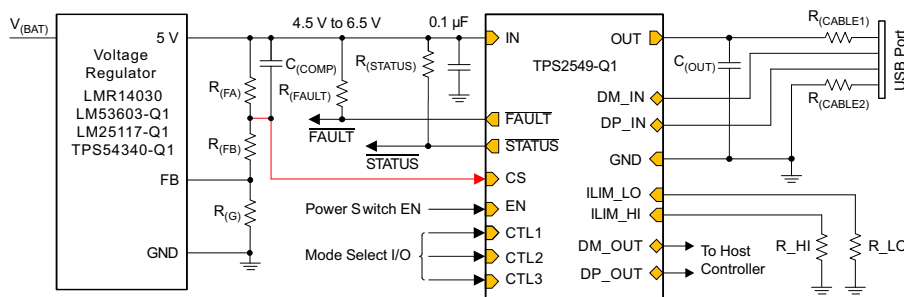 V(BAT)
Voltage
Regulator
LMR14030
LM53603-Q1
LM25117-Q1
TPS54340-Q1
5 V
FB
GND
4.5 V to 6.5 V
0.1 µF
R(FA)
R(FB)
R(G)
C(COMP)
R(FAULT)
R(STATUS)
FAULT
STATUS
Power Switch EN
Mode Select I/O
TPS2549-Q1
IN
FAULT
STATUS
CS
EN
CTL1
CTL2
CTL3
OUT
DM_IN
DP_IN
GND
ILIM_LO
ILIM_HI
DM_OUT
DP_OUT
C(OUT)
R(CABLE1)
R(CABLE2)
USB Port
To Host
Controller
R_HI
R_LO